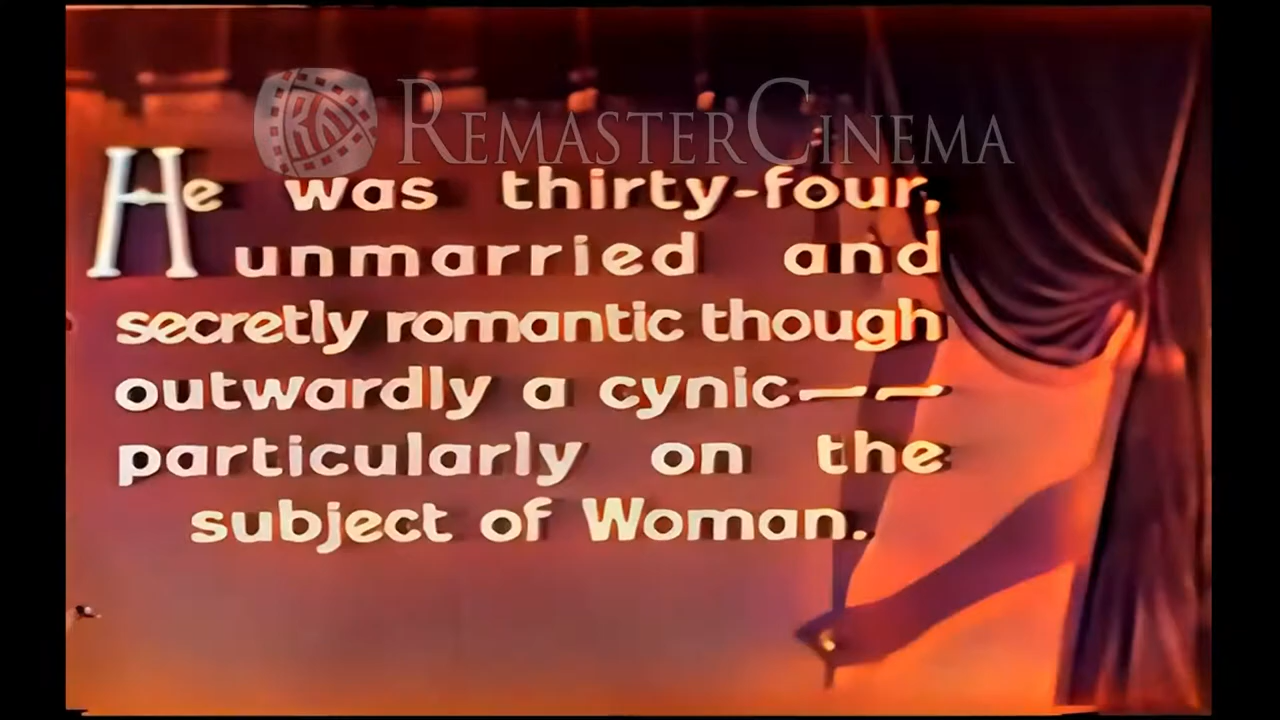 REMASTERCINEMA
He was thirty-four,
unmarried and
secretly romantic though
outwardly a cynic——
particularly on the
subject of Woman.